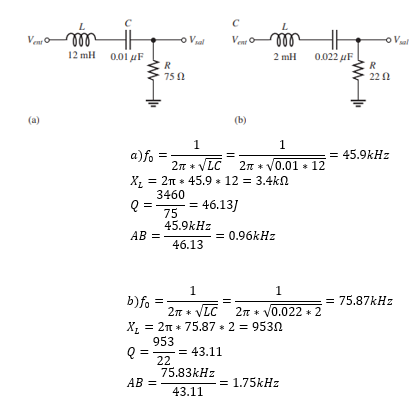 L C
V_ent V_sal
12 mH 0.01 μF
R
75 Ω
(a)
C
L
V_ent V_sal
2 mH 0.022 μF
R
22 Ω
(b)
a)f₀ = 1 / (2π * √LC) = 1 / (2π * √0.01 * 12) = 45.9kHz
X_L = 2π * 45.9 * 12 = 3.4kΩ
Q = 3460 / 75 = 46.13J
AB = 45.9kHz / 46.13 = 0.96kHz
b)f₀ = 1 / (2π * √LC) = 1 / (2π * √0.022 * 2) = 75.87kHz
X_L = 2π * 75.87 * 2 = 953Ω
Q = 953 / 22 = 43.11
AB = 75.83kHz / 43.11 = 1.75kHz